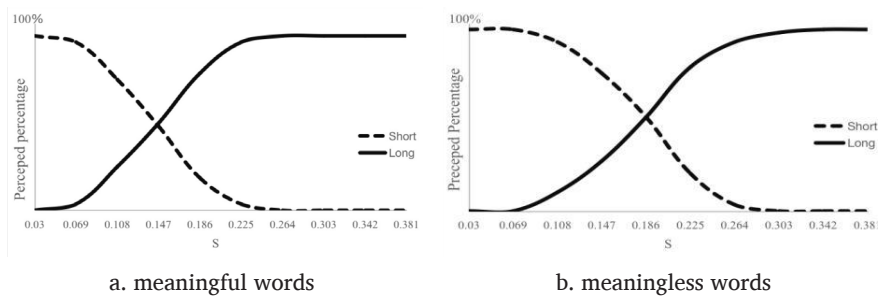 100%
Perceped percentage
Short
Long
0.03 0.069 0.108 0.147 0.186 0.225 0.264 0.303 0.342 0.381
S
a. meaningful words
100%
Preceped Percentage
Short
Long
0.03 0.069 0.108 0.147 0.186 0.225 0.264 0.303 0.342 0.381
S
b. meaningless words